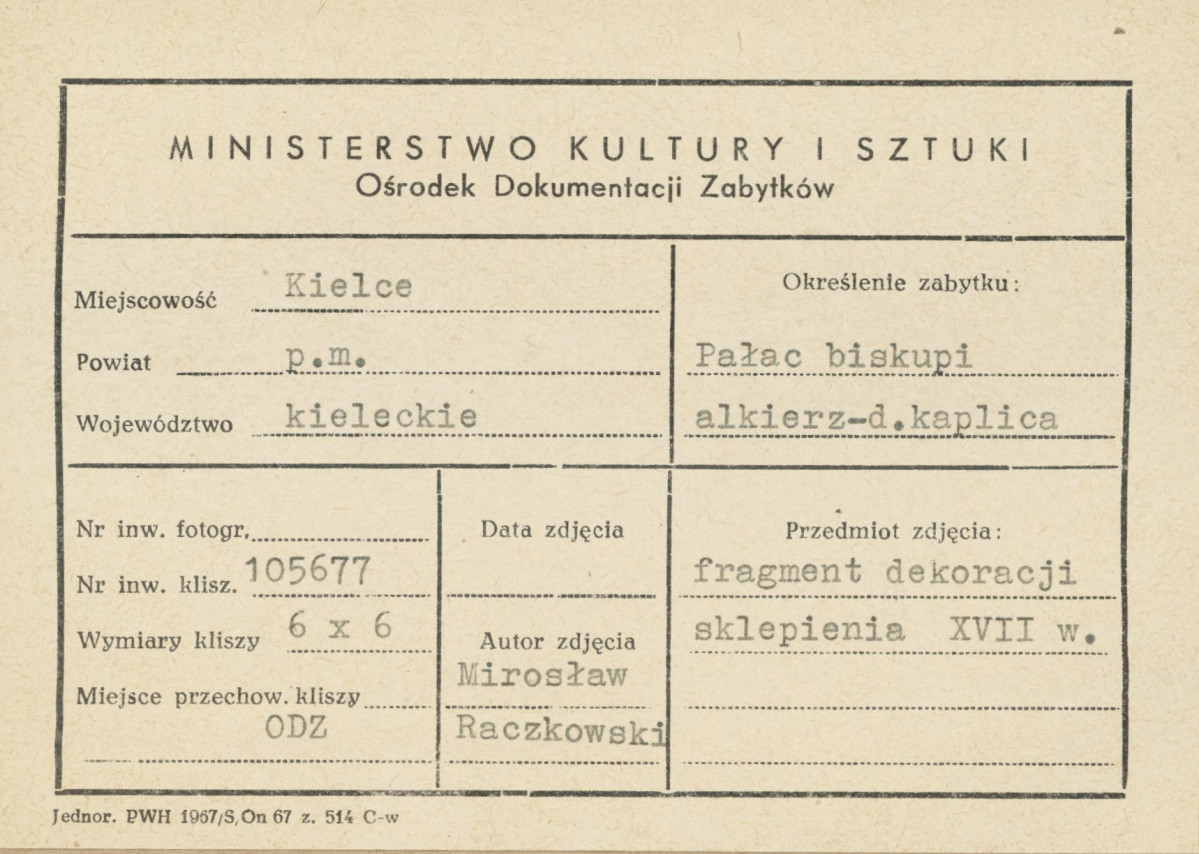 MINISTERSTWO KULTURY I SZTUKI
Ośrodek Dokumentacji Zabytków
Miejscowość Kielce
Powiat p.m.
Województwo kieleckie
Określenie zabytku:
Pałac biskupi
alkierz-d.kaplica
Nr inw. fotogr.
Nr inw. klisz. 105677
Wymiary kliszy 6 x 6
Miejsce przechow. kliszy
ODZ
Data zdjęcia
Autor zdjęcia
Mirosław
Raczkowski
Przedmiot zdjęcia:
fragment dekoracji
sklepienia XVII w.
Jednor. PWH 1967/S, On 67 z. 514 C-w